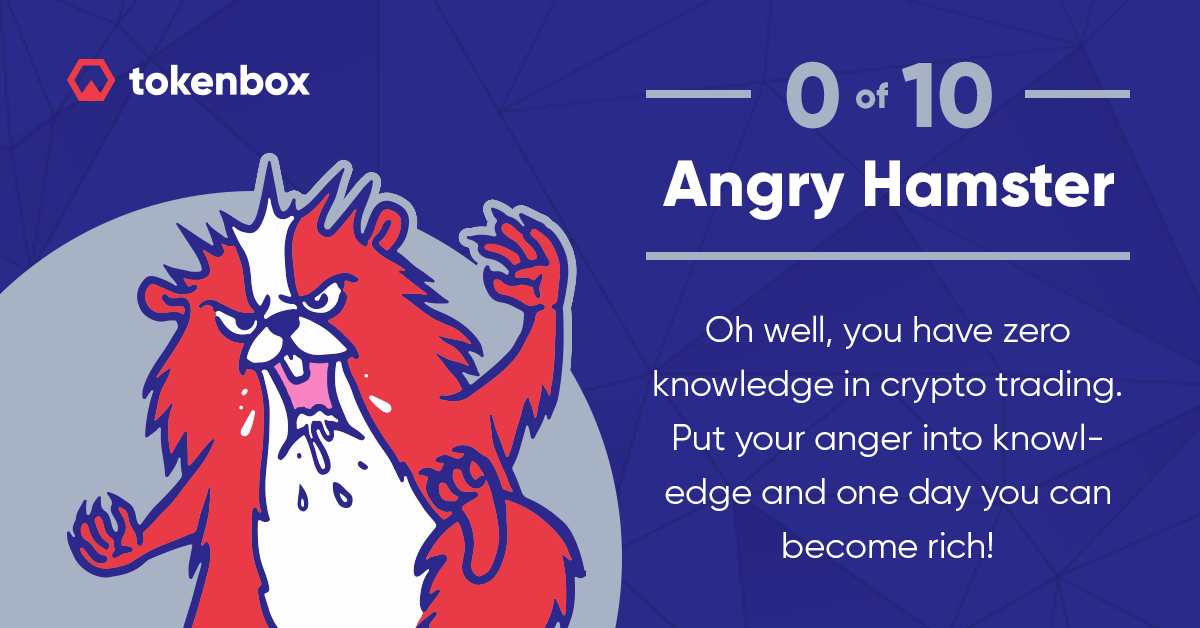 tokenbox
0 of 10
Angry Hamster
Oh well, you have zero
knowledge in crypto trading.
Put your anger into knowl-
edge and one day you can
become rich!